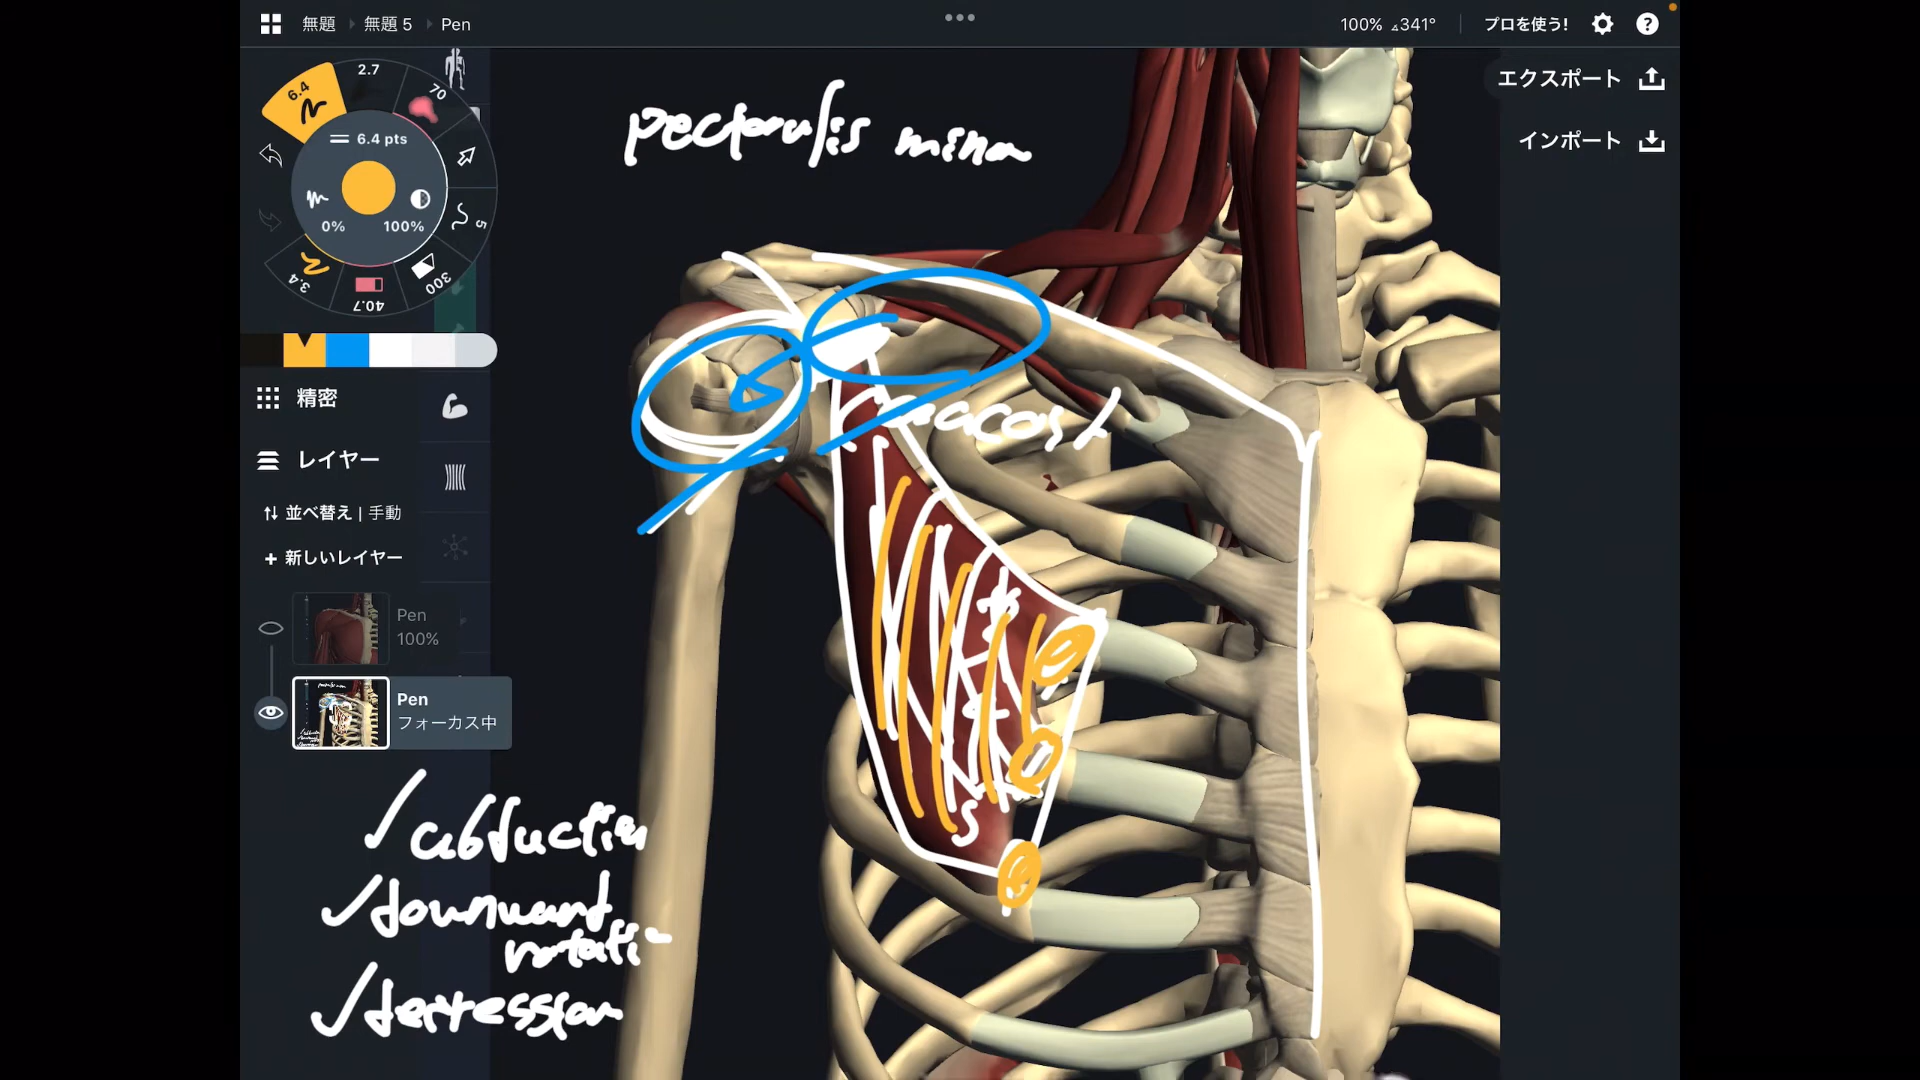 無題 › 無題 5 › Pen
100% ⦟341°
プロを使う!
エクスポート
インポート
2.7
6.4
70
6.4 pts
0%
100%
5
3.4
40.7
300
精密
レイヤー
並べ替え | 手動
+ 新しいレイヤー
Pen
100%
Pen
フォーカス中
pectoralis minor
abduction
downward
rotation
depression